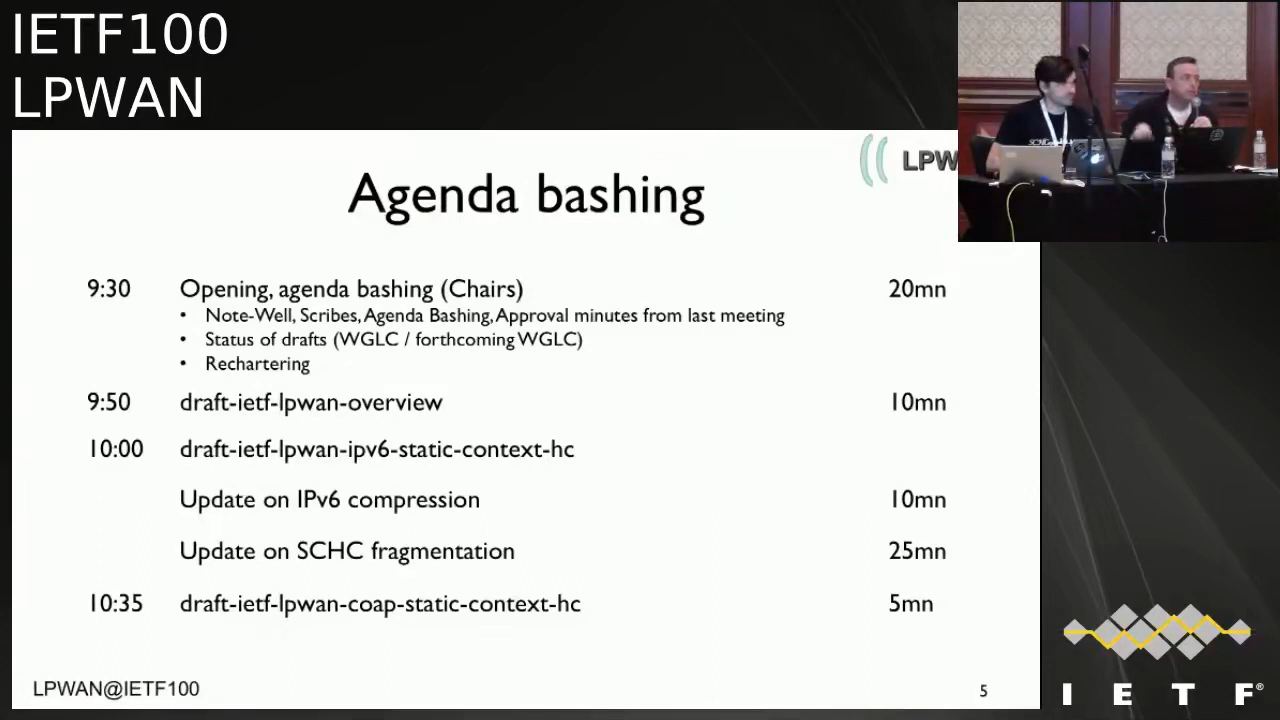 IETF100
LPWAN
LPW
Agenda bashing
9:30 Opening, agenda bashing (Chairs) 20mn
• Note-Well, Scribes, Agenda Bashing, Approval minutes from last meeting
• Status of drafts (WGLC / forthcoming WGLC)
• Rechartering
9:50 draft-ietf-lpwan-overview 10mn
10:00 draft-ietf-lpwan-ipv6-static-context-hc
Update on IPv6 compression 10mn
Update on SCHC fragmentation 25mn
10:35 draft-ietf-lpwan-coap-static-context-hc 5mn
LPWAN@IETF100 5
I E T F®